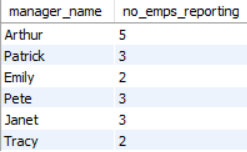 manager_name no_emps_reporting
Arthur 5
Patrick 3
Emily 2
Pete 3
Janet 3
Tracy 2